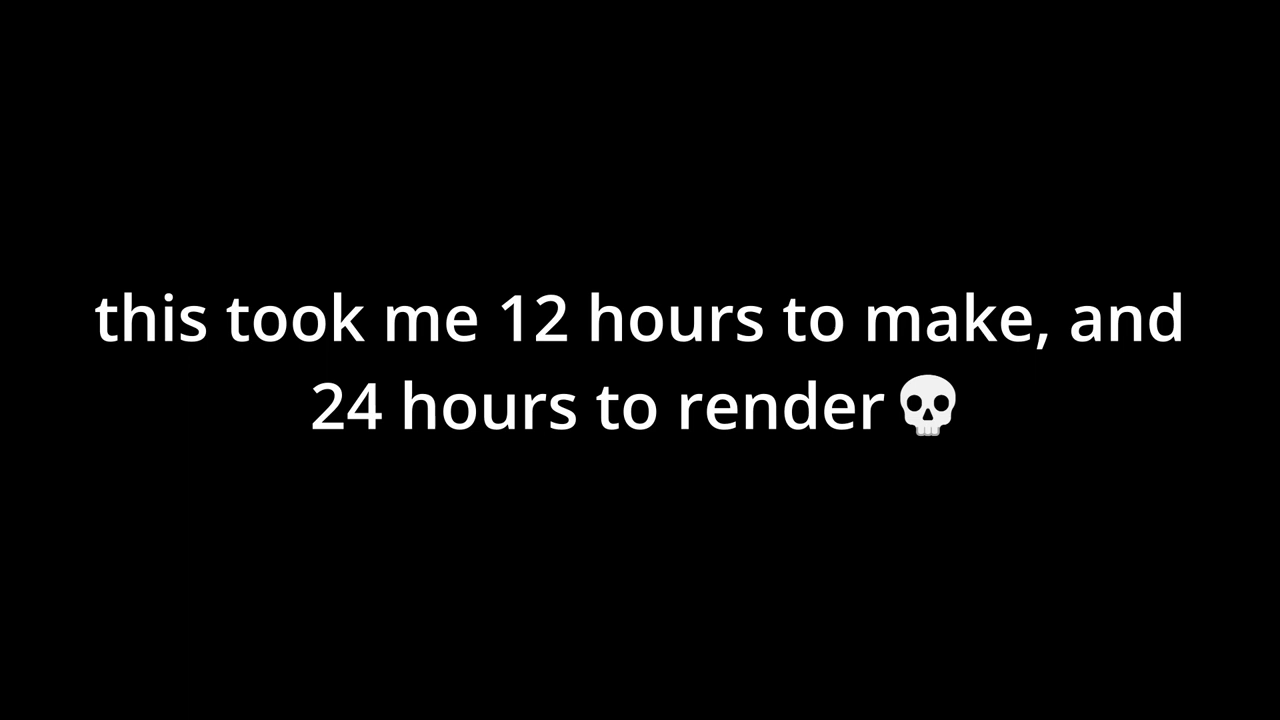 this took me 12 hours to make, and
24 hours to render💀